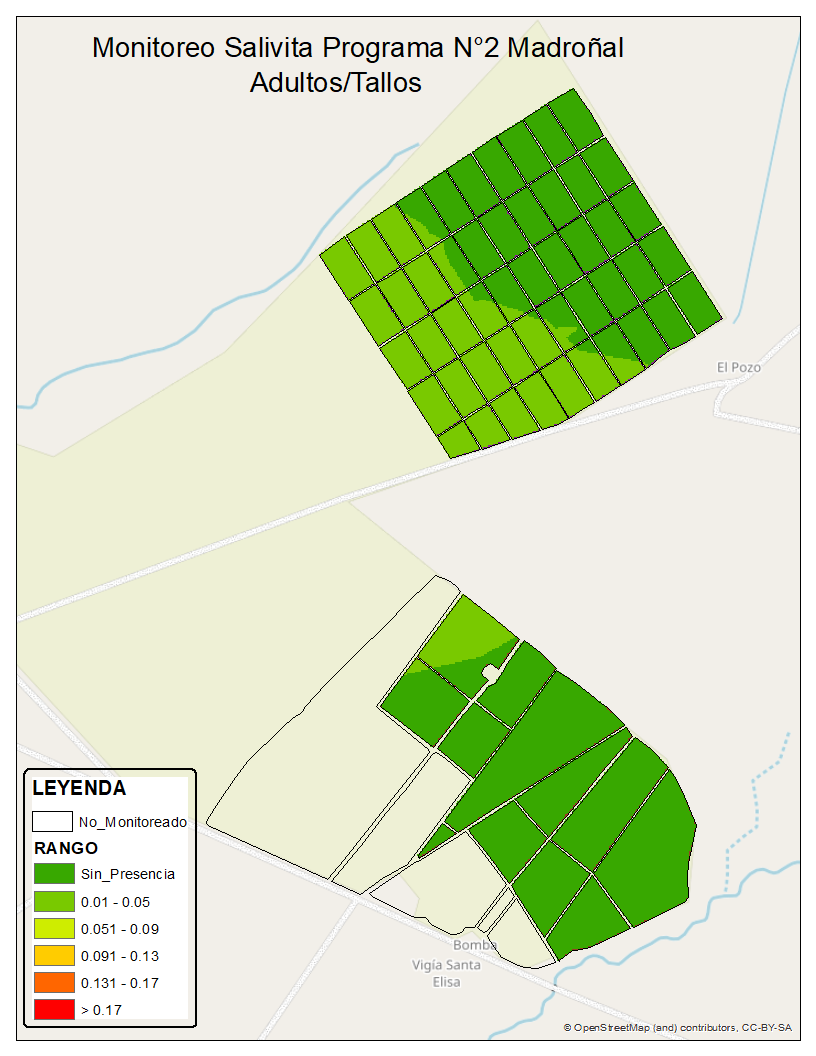 Monitoreo Salivita Programa N°2 Madroñal
Adultos/Tallos
El Pozo
LEYENDA
No_Monitoreado
RANGO
Sin_Presencia
0.01 - 0.05
0.051 - 0.09
0.091 - 0.13
0.131 - 0.17
> 0.17
Bomba
Vigía Santa
Elisa
© OpenStreetMap (and) contributors, CC-BY-SA